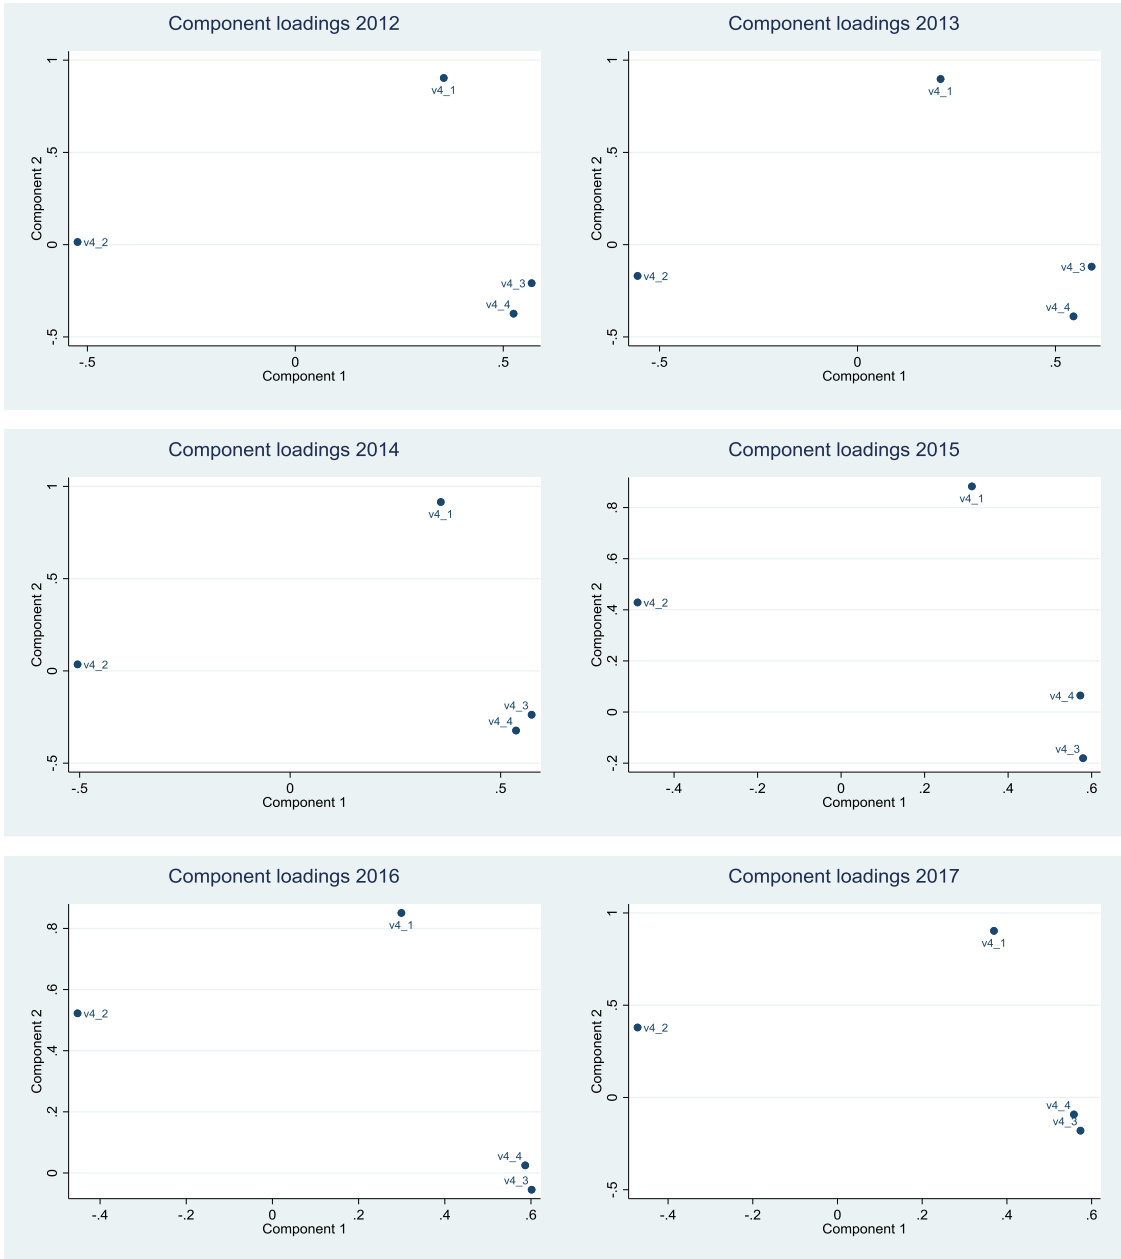 Component loadings 2012
1
.5
0
-.5
Component 2
v4_1
v4_2
v4_3
v4_4
-.5 0 .5
Component 1
Component loadings 2013
1
.5
0
-.5
Component 2
v4_1
v4_2
v4_3
v4_4
-.5 0 .5
Component 1
Component loadings 2014
1
.5
0
-.5
Component 2
v4_1
v4_2
v4_3
v4_4
-.5 0 .5
Component 1
Component loadings 2015
.8
.6
.4
.2
0
-.2
Component 2
v4_1
v4_2
v4_4
v4_3
-.4 -.2 0 .2 .4 .6
Component 1
Component loadings 2016
.8
.6
.4
.2
0
Component 2
v4_1
v4_2
v4_4
v4_3
-.4 -.2 0 .2 .4 .6
Component 1
Component loadings 2017
1
.5
0
-.5
Component 2
v4_1
v4_2
v4_4
v4_3
-.4 -.2 0 .2 .4 .6
Component 1